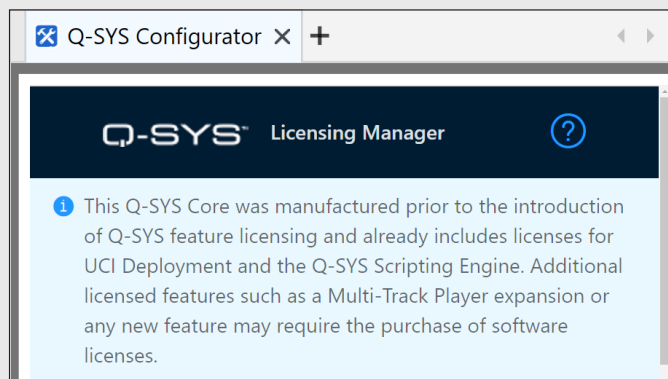 Q-SYS Configurator
Q-SYS™ Licensing Manager
This Q-SYS Core was manufactured prior to the introduction
of Q-SYS feature licensing and already includes licenses for
UCI Deployment and the Q-SYS Scripting Engine. Additional
licensed features such as a Multi-Track Player expansion or
any new feature may require the purchase of software
licenses.